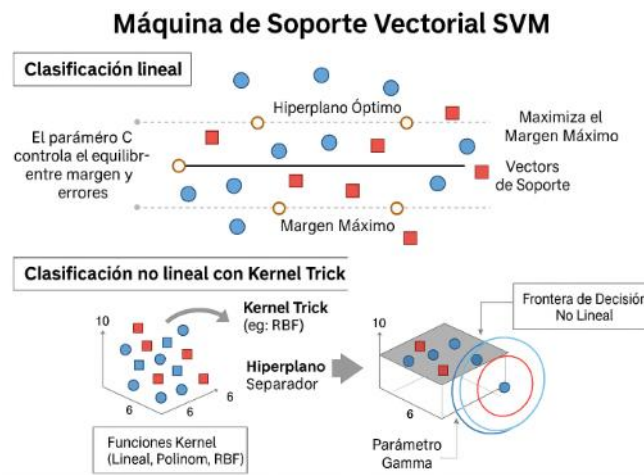 Máquina de Soporte Vectorial SVM
Clasificación lineal
Hiperplano Óptimo
Maximiza el
Margen Máximo
El paráméro C
controla el equilibr-
entre margen y
errores
Vectors
de Soporte
Margen Máximo
Clasificación no lineal con Kernel Trick
10
6
6
6
Kernel Trick
(eg: RBF)
Hiperplano
Separador
Funciones Kernel
(Lineal, Polinom, RBF)
Frontera de Decisión
No Lineal
10
6
Parámetro
Gamma